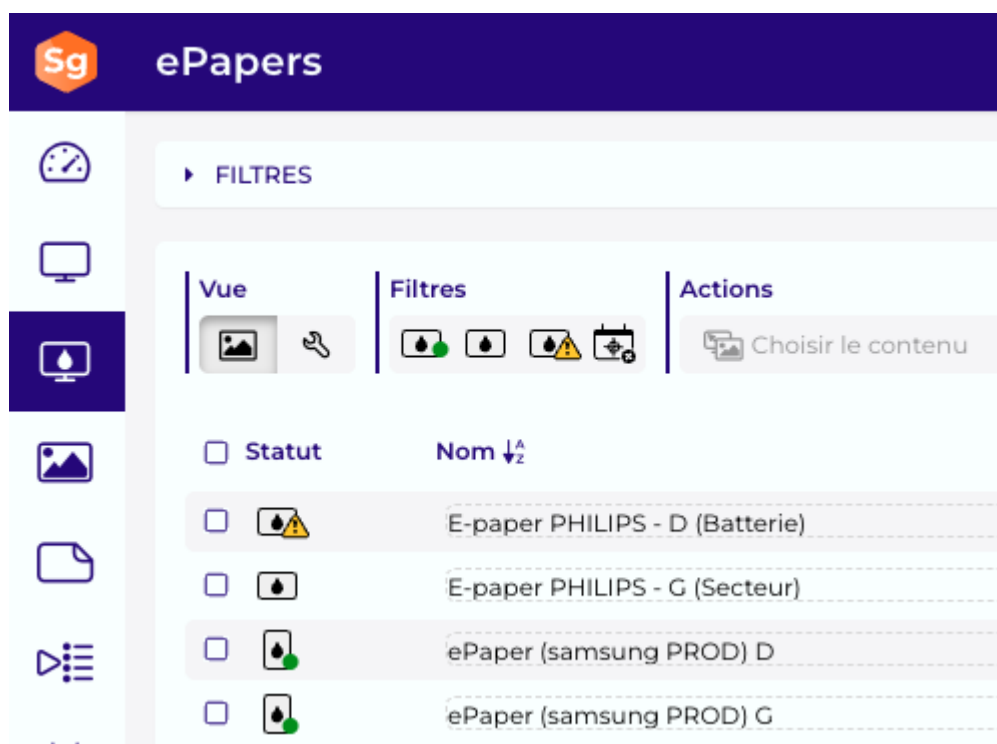 Sg
ePapers
FILTRES
Vue
Filtres
Actions
Choisir le contenu
Statut
Nom
A
Z
E-paper PHILIPS - D (Batterie)
E-paper PHILIPS - G (Secteur)
ePaper (samsung PROD) D
ePaper (samsung PROD) G